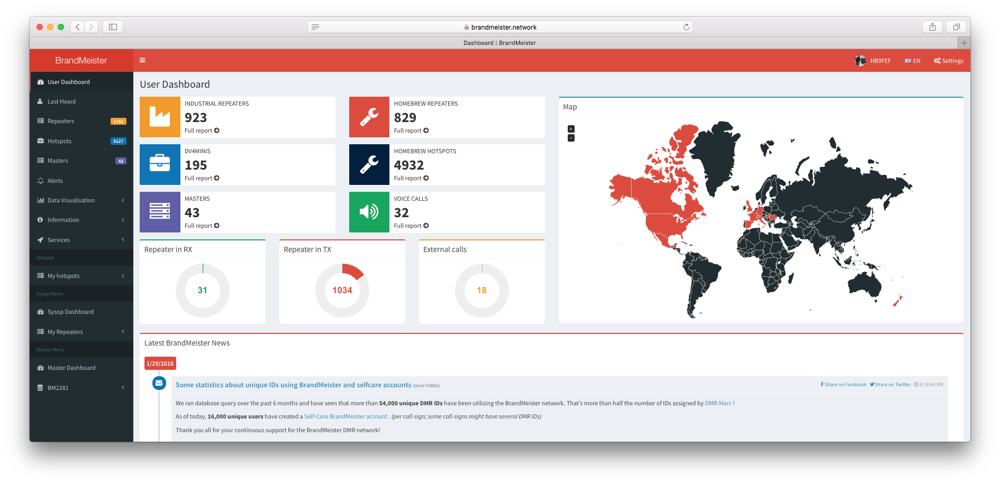 brandmeister.network
Dashboard | BrandMeister
BrandMeister
HB9FEF
EN
Settings
User Dashboard
Last Heard
Repeaters 1752
Hotspots 5127
Masters 43
Alerts
Data Visualisation
Information
Services
Hotspot
My hotspots
Sysop Menu
Sysop Dashboard
My Repeaters
Master Menu
Master Dashboard
BM2281
User Dashboard
INDUSTRIAL REPEATERS
923
Full report
HOMEBREW REPEATERS
829
Full report
DV4MINIS
195
Full report
HOMEBREW HOTSPOTS
4932
Full report
MASTERS
43
Full report
VOICE CALLS
32
Full report
Repeater in RX
31
Repeater in TX
1034
External calls
18
Map
+
−
Latest BrandMeister News
1/29/2018
Some statistics about unique IDs using BrandMeister and selfcare accounts Oliver F4BWG
Share on Facebook Share on Twitter 8:14:48 PM
We ran database query over the past 6 months and have seen that more than 54,000 unique DMR IDs have been utilizing the BrandMeister network. That's more than half the number of IDs assigned by DMR-Marc !
As of today, 16,000 unique users have created a Self-Care BrandMeister account . (per call-sign; some call-signs might have several DMR IDs)
Thank you all for your continuous support for the BrandMeister DMR network!